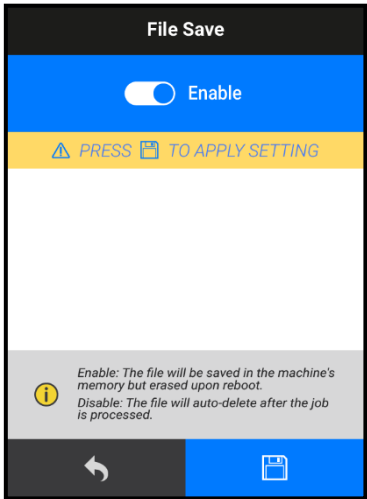 File Save
Enable
PRESS TO APPLY SETTING
Enable: The file will be saved in the machine's
memory but erased upon reboot.
Disable: The file will auto-delete after the job
is processed.